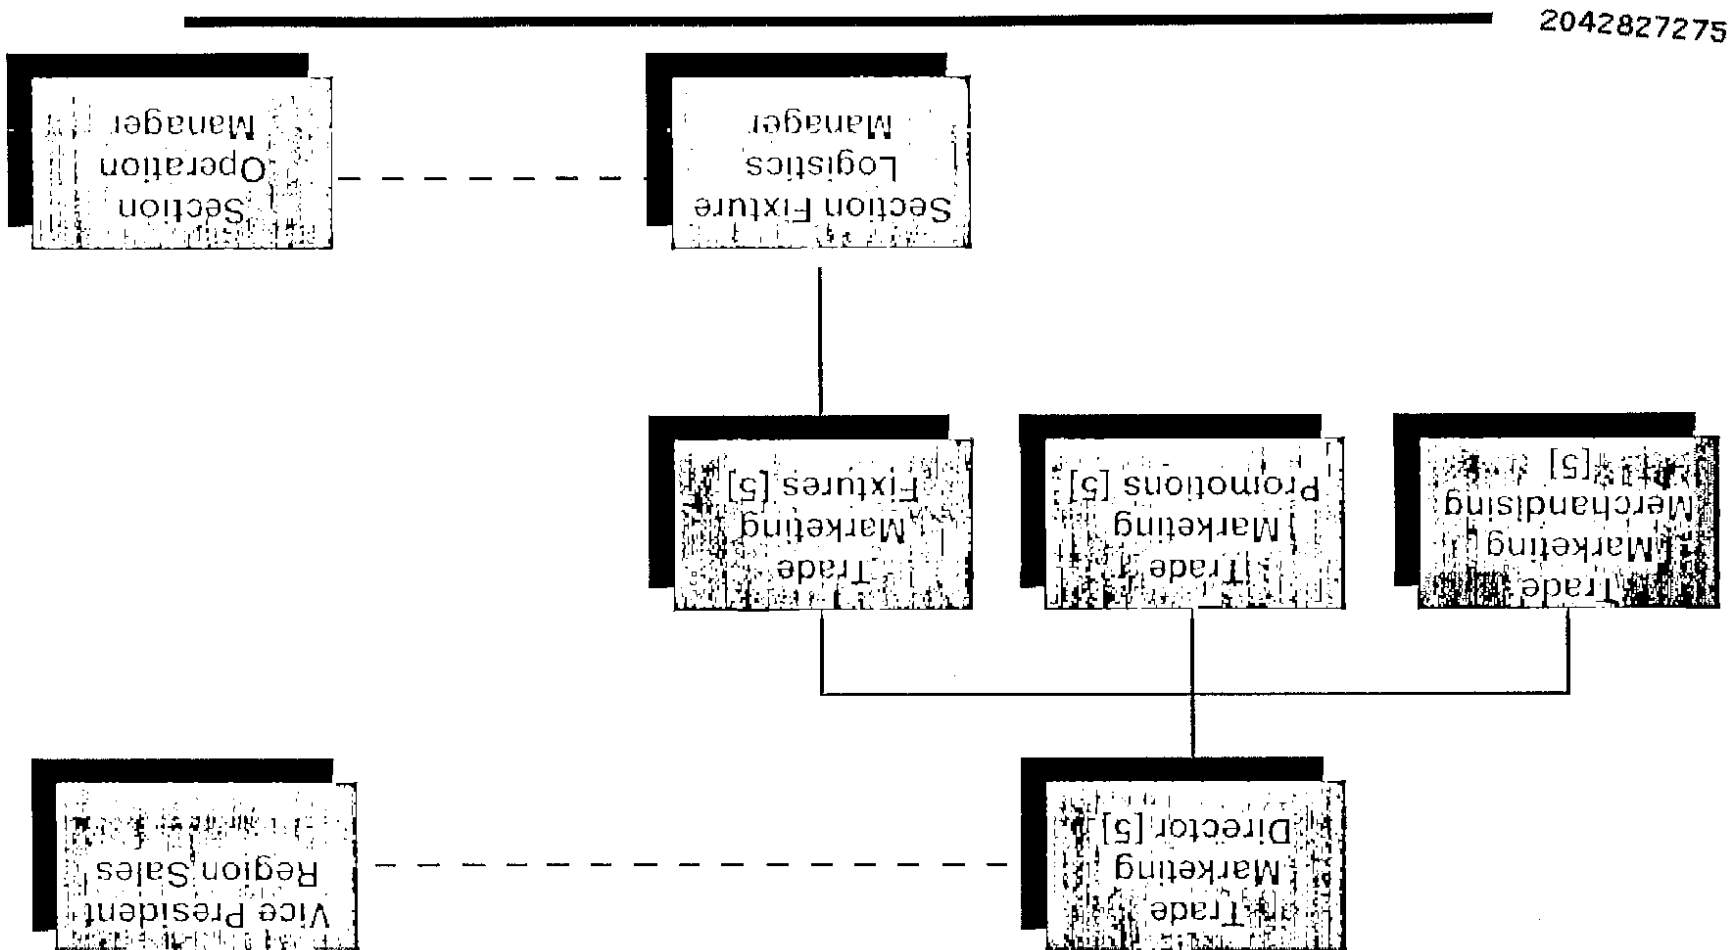 Trade
Marketing
Director [5]
Vice President
Region Sales
Trade
Marketing
Merchandising
[5]
Trade
Marketing
Promotions [5]
Trade
Marketing
Fixtures [5]
Section Fixture
Logistics
Manager
Section
Operation
Manager
2042827275